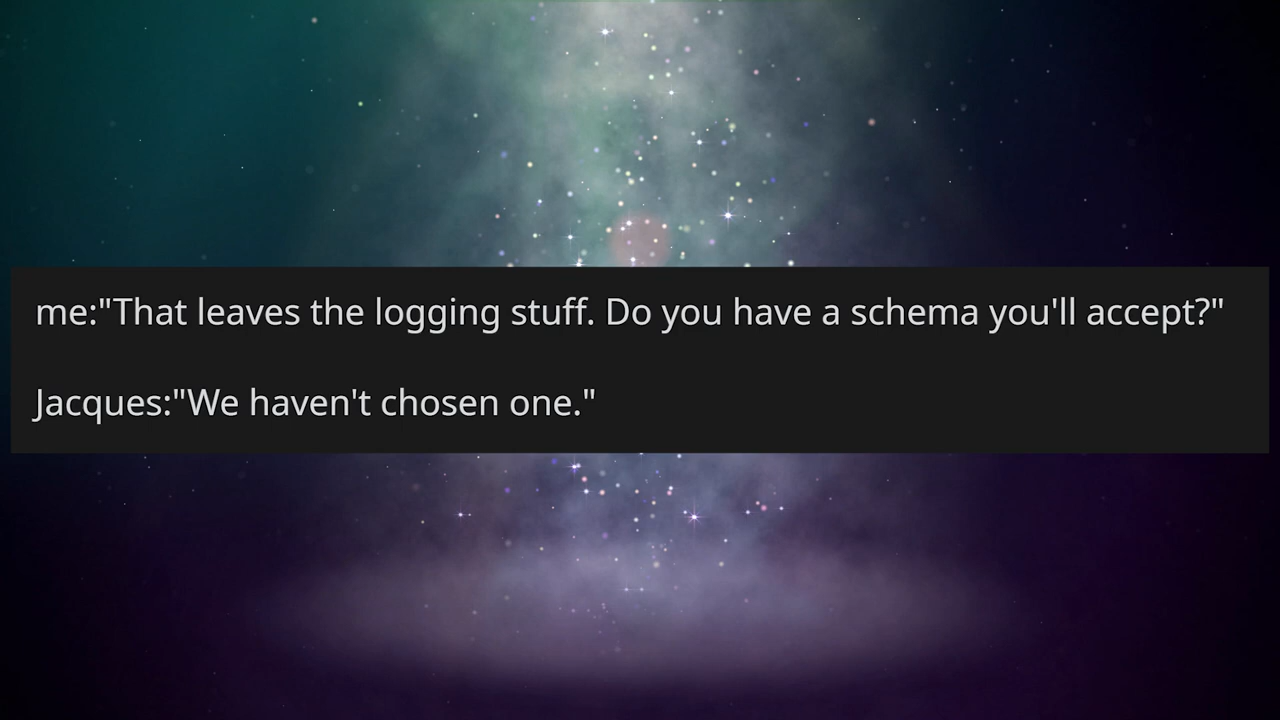 me:"That leaves the logging stuff. Do you have a schema you'll accept?"
Jacques:"We haven't chosen one."